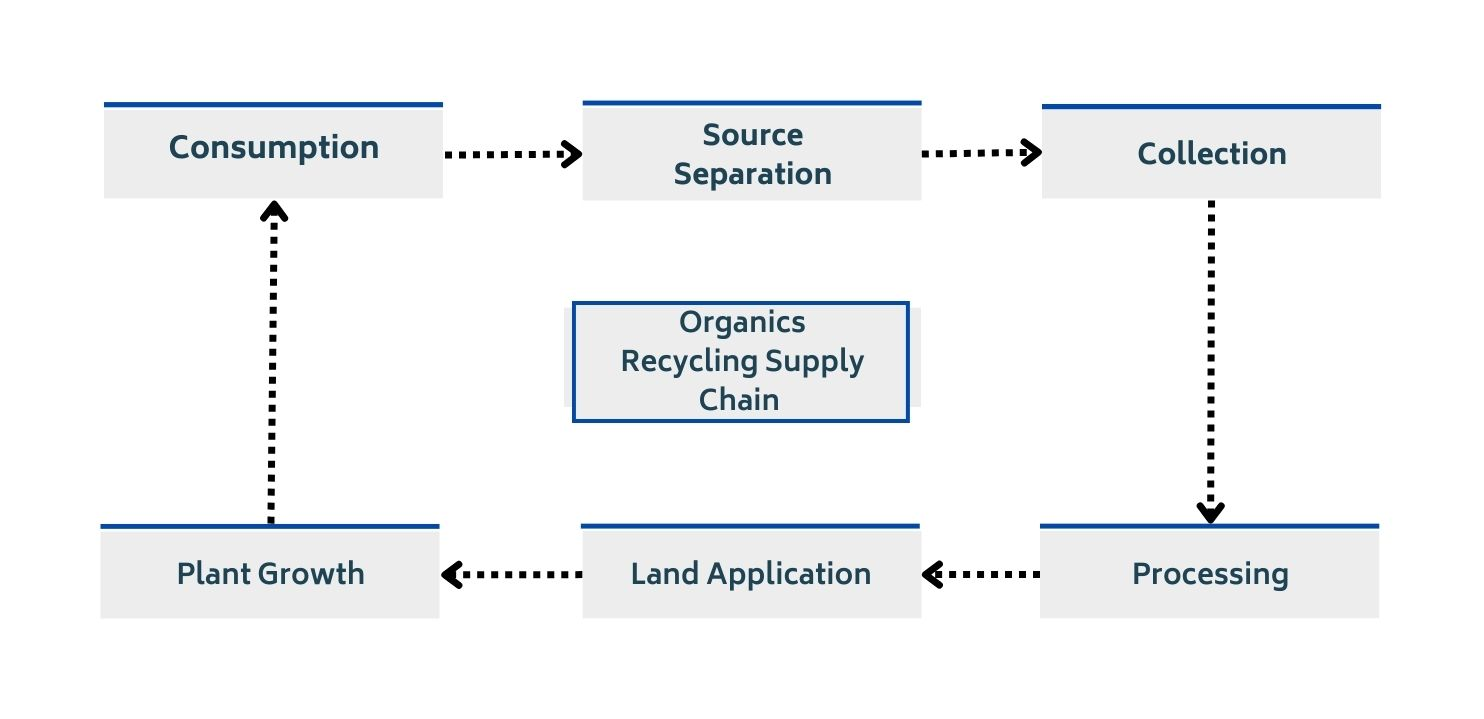 Consumption
Source
Separation
Collection
Organics
Recycling Supply
Chain
Plant Growth
Land Application
Processing